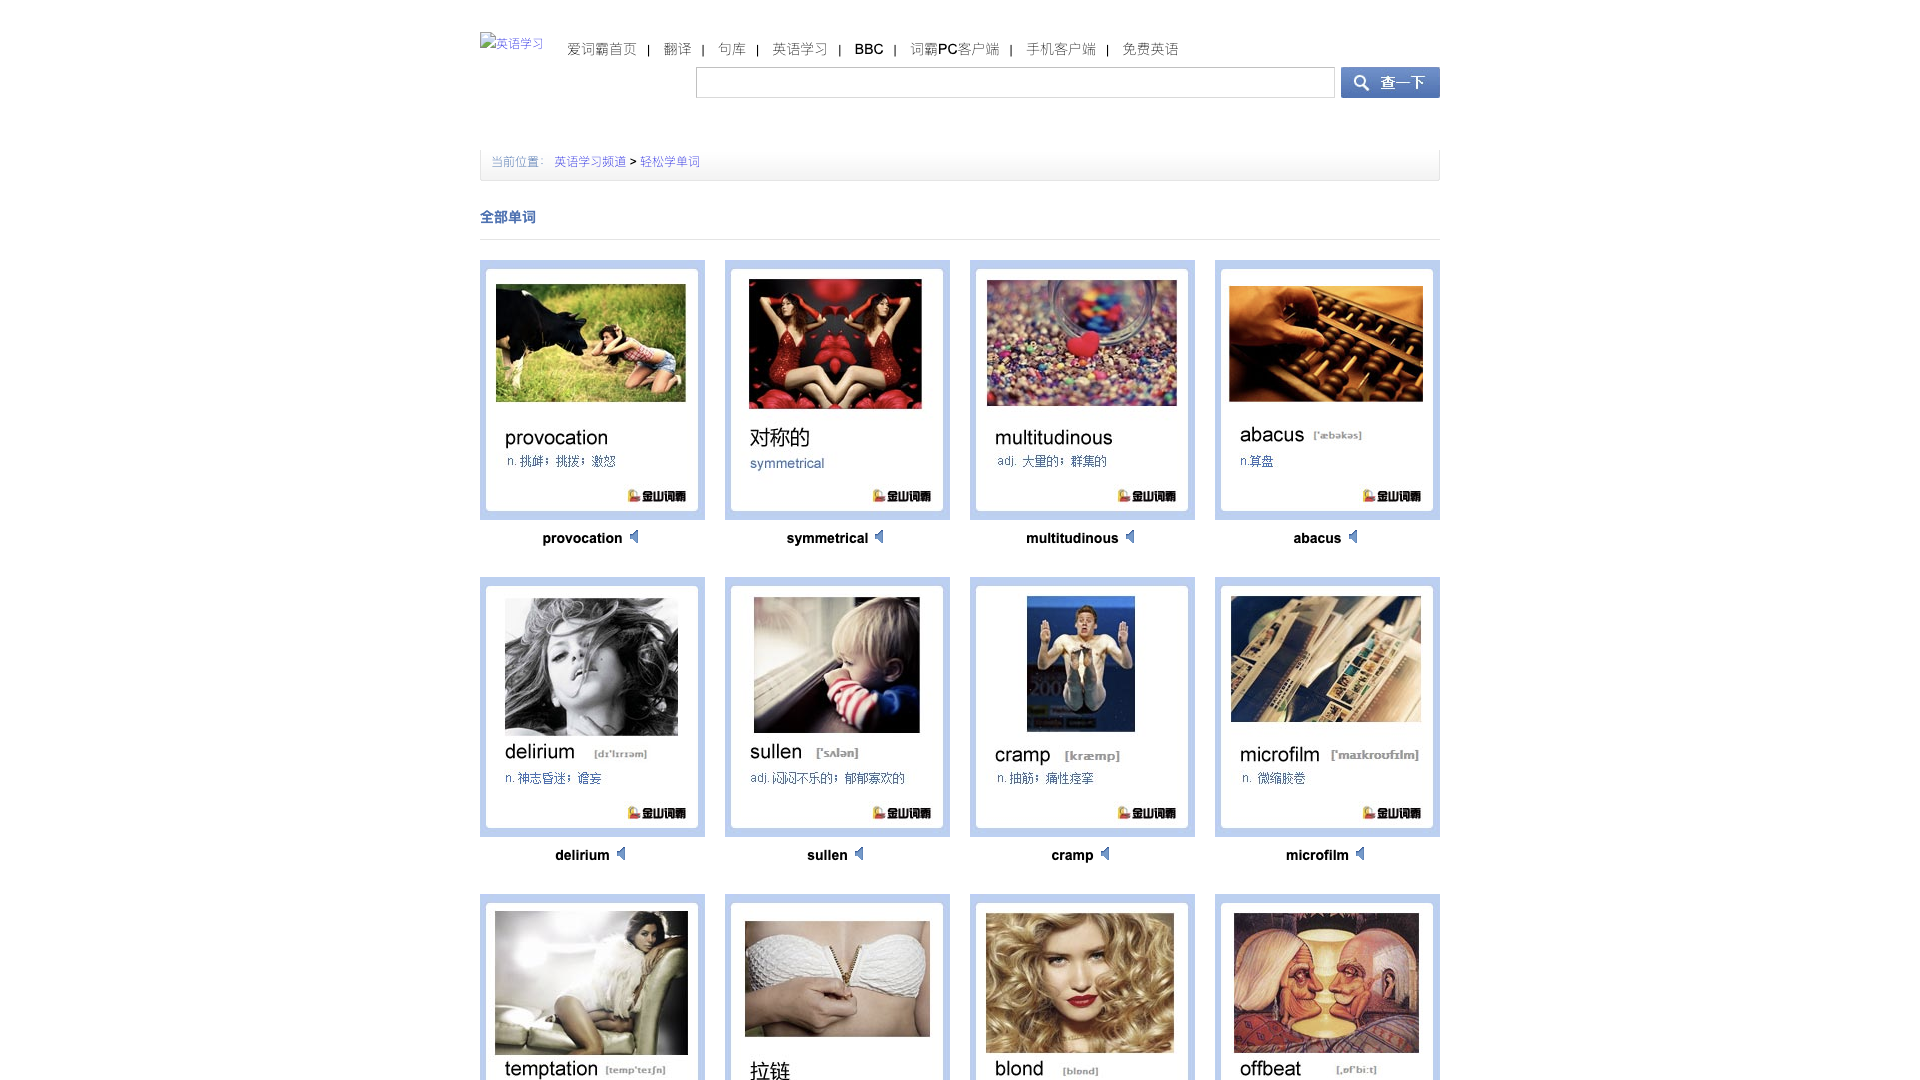 英语学习
爱词霸首页 | 翻译 | 句库 | 英语学习 | BBC | 词霸PC客户端 | 手机客户端 | 免费英语
查一下
当前位置： 英语学习频道 > 轻松学单词
全部单词
provocation
n. 挑衅；挑拨；激怒
金山词霸
provocation
对称的
symmetrical
金山词霸
symmetrical
multitudinous
adj. 大量的；群集的
金山词霸
multitudinous
abacus ['æbəkəs]
n.算盘
金山词霸
abacus
delirium [dɪ'lɪrɪəm]
n. 神志昏迷；谵妄
金山词霸
delirium
sullen ['sʌlən]
adj. 闷闷不乐的；郁郁寡欢的
金山词霸
sullen
cramp [kræmp]
n. 抽筋；痛性痉挛
金山词霸
cramp
microfilm ['maɪkroʊfɪlm]
n. 微缩胶卷
金山词霸
microfilm
temptation [temp'teɪʃn]
拉链
blond [blɒnd]
offbeat [,ɒf'bi:t]